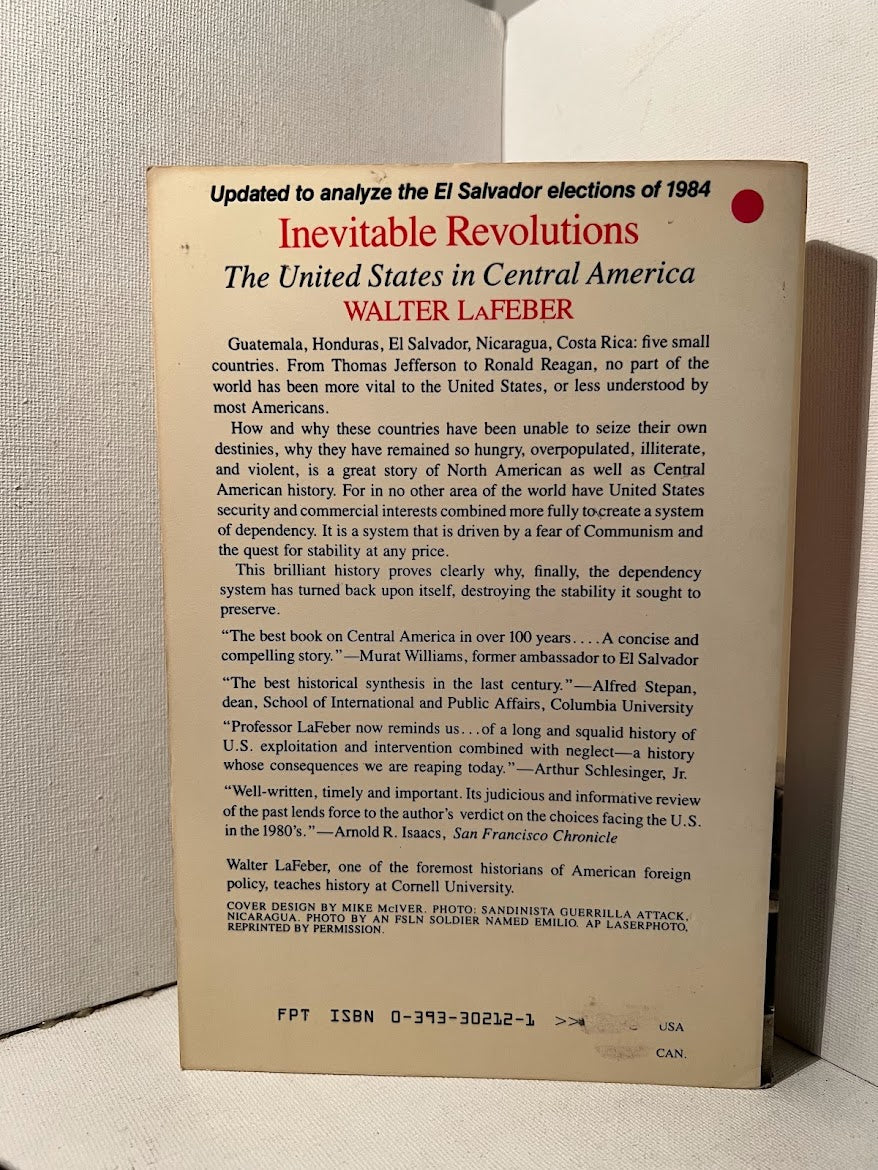 Updated to analyze the El Salvador elections of 1984
Inevitable Revolutions
The United States in Central America
WALTER LAFEBER
Guatemala, Honduras, El Salvador, Nicaragua, Costa Rica: five small
countries. From Thomas Jefferson to Ronald Reagan, no part of the
world has been more vital to the United States, or less understood by
most Americans.
How and why these countries have been unable to seize their own
destinies, why they have remained so hungry, overpopulated, illiterate,
and violent, is a great story of North American as well as Central
American history. For in no other area of the world have United States
security and commercial interests combined more fully to create a system
of dependency. It is a system that is driven by a fear of Communism and
the quest for stability at any price.
This brilliant history proves clearly why, finally, the dependency
system has turned back upon itself, destroying the stability it sought to
preserve.
“The best book on Central America in over 100 years....A concise and
compelling story.”—Murat Williams, former ambassador to El Salvador
“The best historical synthesis in the last century.”—Alfred Stepan,
dean, School of International and Public Affairs, Columbia University
“Professor LaFeber now reminds us...of a long and squalid history of
U.S. exploitation and intervention combined with neglect—a history
whose consequences we are reaping today.”—Arthur Schlesinger, Jr.
“Well-written, timely and important. Its judicious and informative review
of the past lends force to the author's verdict on the choices facing the U.S.
in the 1980's.”—Arnold R. Isaacs, San Francisco Chronicle
Walter LaFeber, one of the foremost historians of American foreign
policy, teaches history at Cornell University.
COVER DESIGN BY MIKE McIVER. PHOTO: SANDINISTA GUERRILLA ATTACK,
NICARAGUA. PHOTO BY AN FSLN SOLDIER NAMED EMILIO. AP LASERPHOTO,
REPRINTED BY PERMISSION.
FPT ISBN 0-393-30212-1 >> USA
CAN.